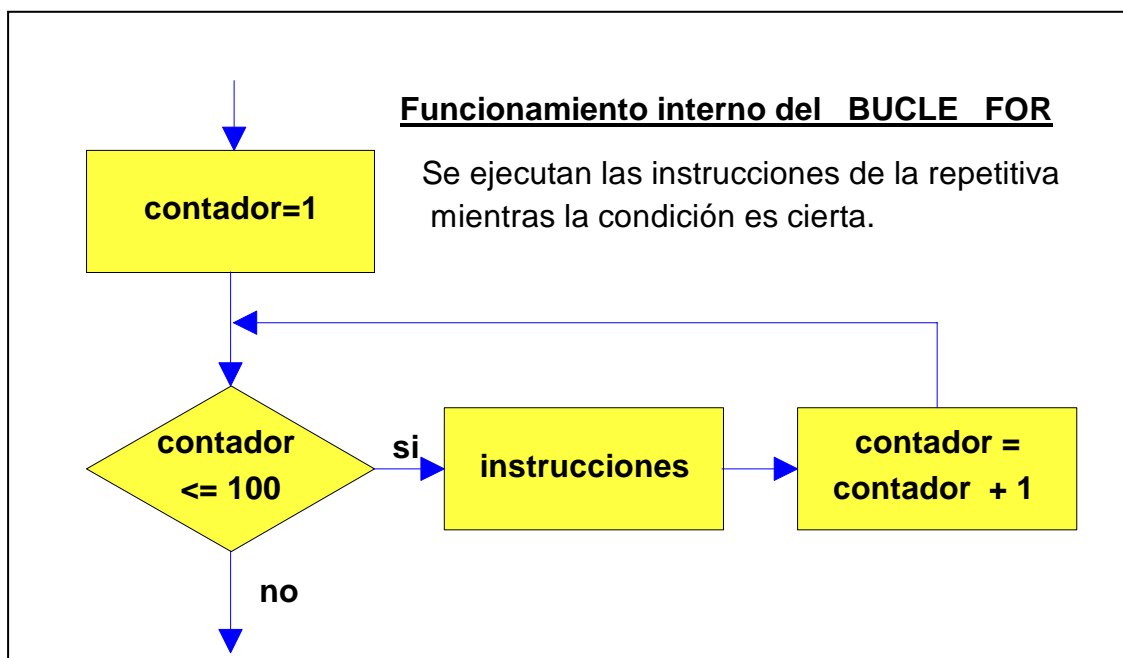 Funcionamiento interno del BUCLE FOR
Se ejecutan las instrucciones de la repetitiva
mientras la condición es cierta.
contador=1
contador
<= 100
si
instrucciones
contador =
contador + 1
no